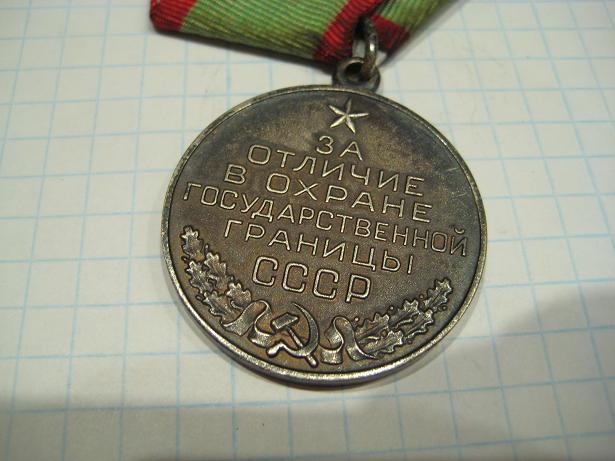 ЗА
ОТЛИЧИЕ
В ОХРАНЕ
ГОСУДАРСТВЕННОЙ
ГРАНИЦЫ
СССР